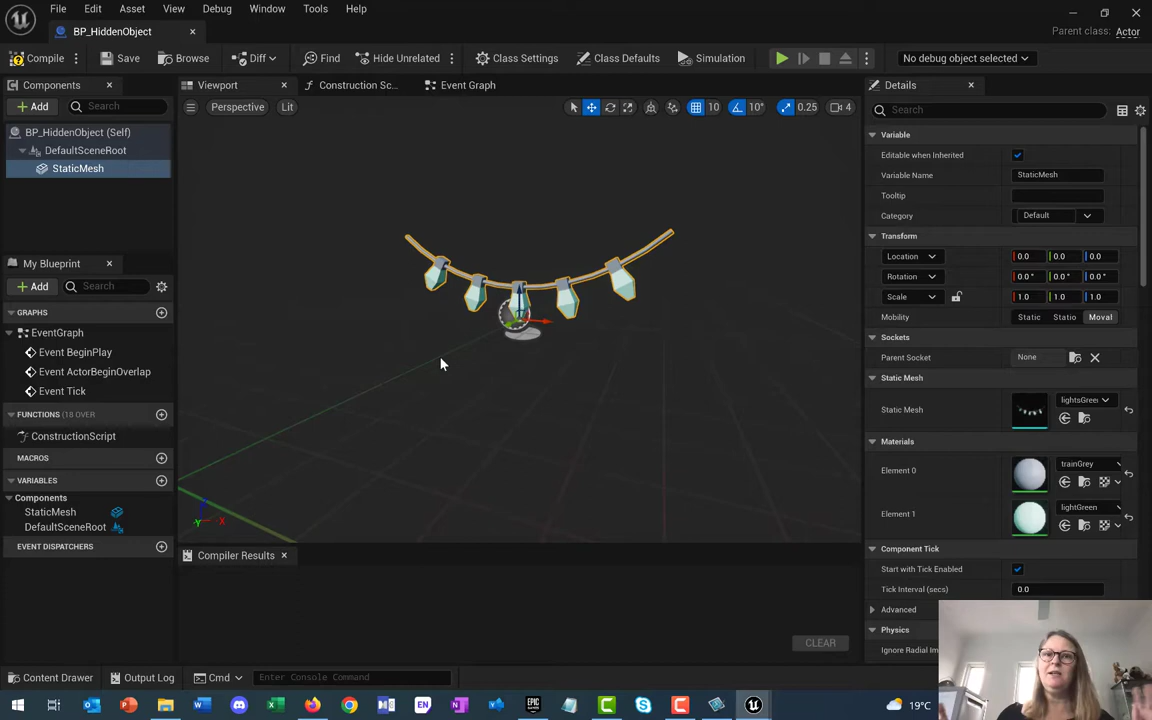 File Edit Asset View Debug Window Tools Help
BP_HiddenObject
Parent class: Actor
Compile Save Browse Diff Find Hide Unrelated Class Settings Class Defaults Simulation No debug object selected
Components
Add Search
BP_HiddenObject (Self)
DefaultSceneRoot
StaticMesh
My Blueprint
Add Search
GRAPHS
EventGraph
Event BeginPlay
Event ActorBeginOverlap
Event Tick
FUNCTIONS (18 OVER
ConstructionScript
MACROS
VARIABLES
Components
StaticMesh
DefaultSceneRoot
EVENT DISPATCHERS
Viewport Construction Sc... Event Graph
Perspective Lit 10 10° 0.25 4
Z
X
Y
Compiler Results
CLEAR
Details
Search
Variable
Editable when Inherited
Variable Name StaticMesh
Tooltip
Category Default
Transform
Location 0.0 0.0 0.0
Rotation 0.0° 0.0° 0.0°
Scale 1.0 1.0 1.0
Mobility Static Statio Moval
Sockets
Parent Socket None
Static Mesh
Static Mesh lightsGree
Materials
Element 0 trainGrey
Element 1 lightGreen
Component Tick
Start with Tick Enabled
Tick Interval (secs) 0.0
Advanced
Physics
Ignore Radial Im
Content Drawer Output Log Cmd Enter Console Command
19°C